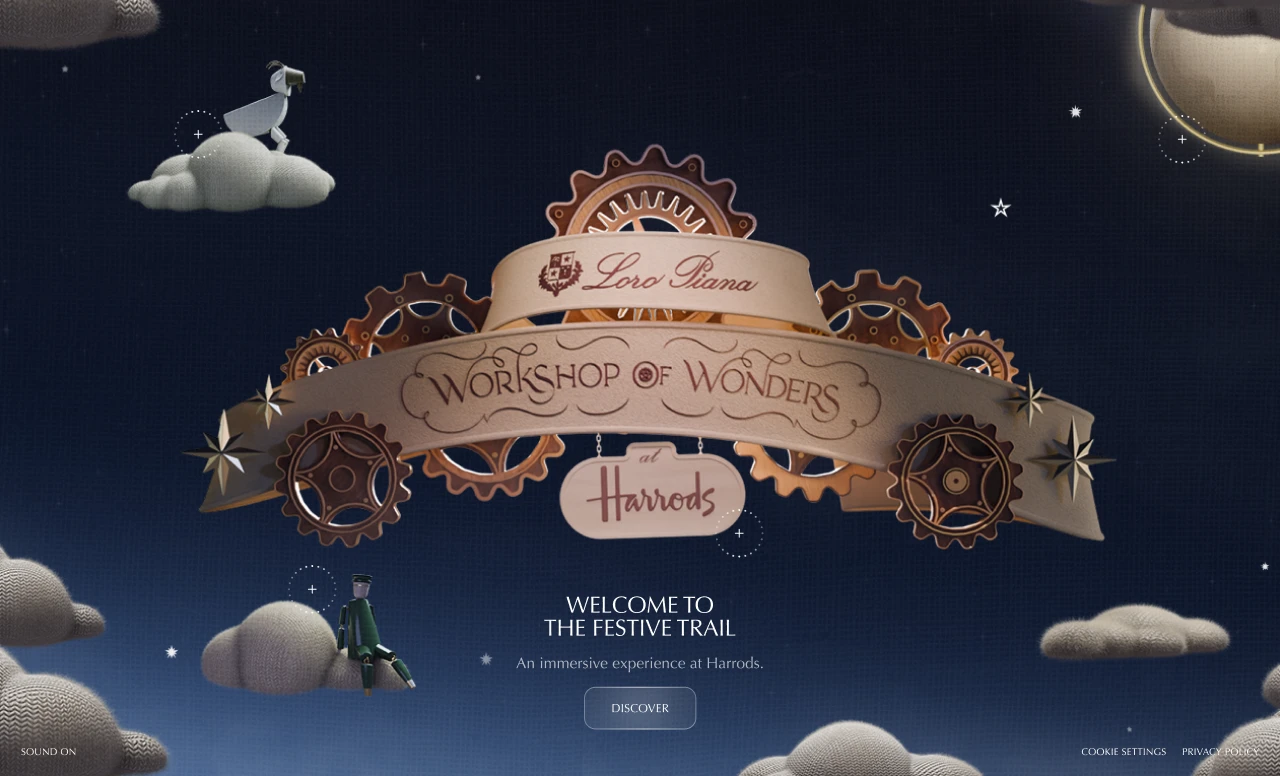 Loro Piana
WORKSHOP OF WONDERS
at
Harrods
WELCOME TO
THE FESTIVE TRAIL
An immersive experience at Harrods.
DISCOVER
SOUND ON
COOKIE SETTINGS
PRIVACY POLICY